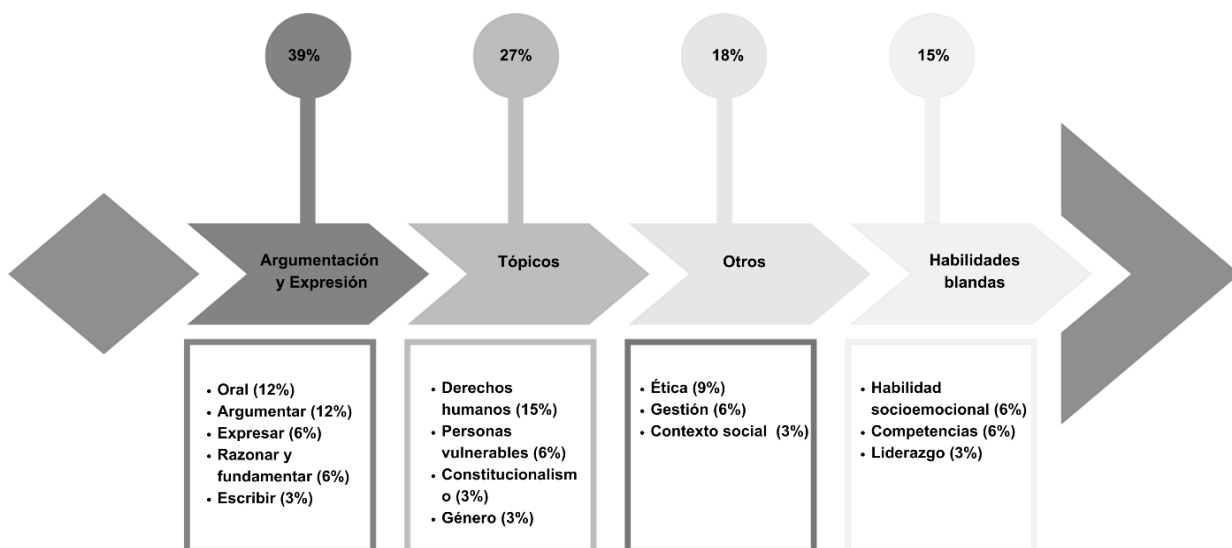 39%
27%
18%
15%
Argumentación
y Expresión
Tópicos
Otros
Habilidades
blandas
• Oral (12%)
• Argumentar (12%)
• Expresar (6%)
• Razonar y
fundamentar (6%)
• Escribir (3%)
• Derechos
humanos (15%)
• Personas
vulnerables (6%)
• Constitucionalism
o (3%)
• Género (3%)
• Ética (9%)
• Gestión (6%)
• Contexto social (3%)
• Habilidad
socioemocional (6%)
• Competencias (6%)
• Liderazgo (3%)